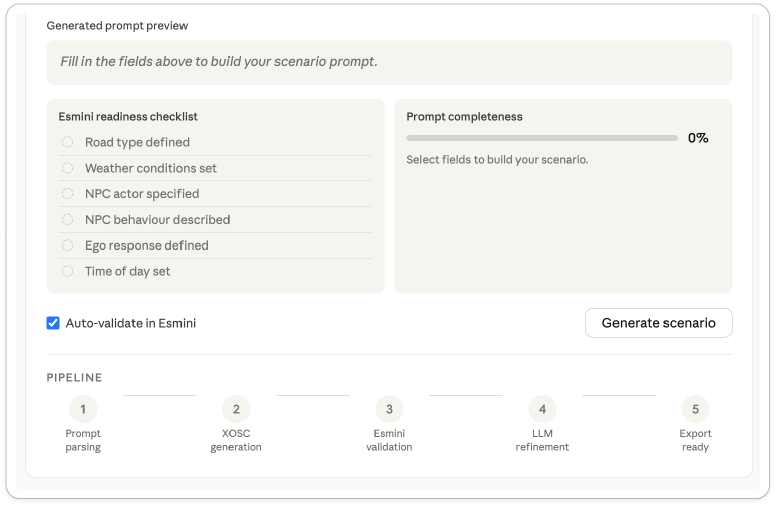 Generated prompt preview
Fill in the fields above to build your scenario prompt.
Esmini readiness checklist
Road type defined
Weather conditions set
NPC actor specified
NPC behaviour described
Ego response defined
Time of day set
Prompt completeness
0%
Select fields to build your scenario.
Auto-validate in Esmini
Generate scenario
PIPELINE
1
Prompt
parsing
2
XOSC
generation
3
Esmini
validation
4
LLM
refinement
5
Export
ready